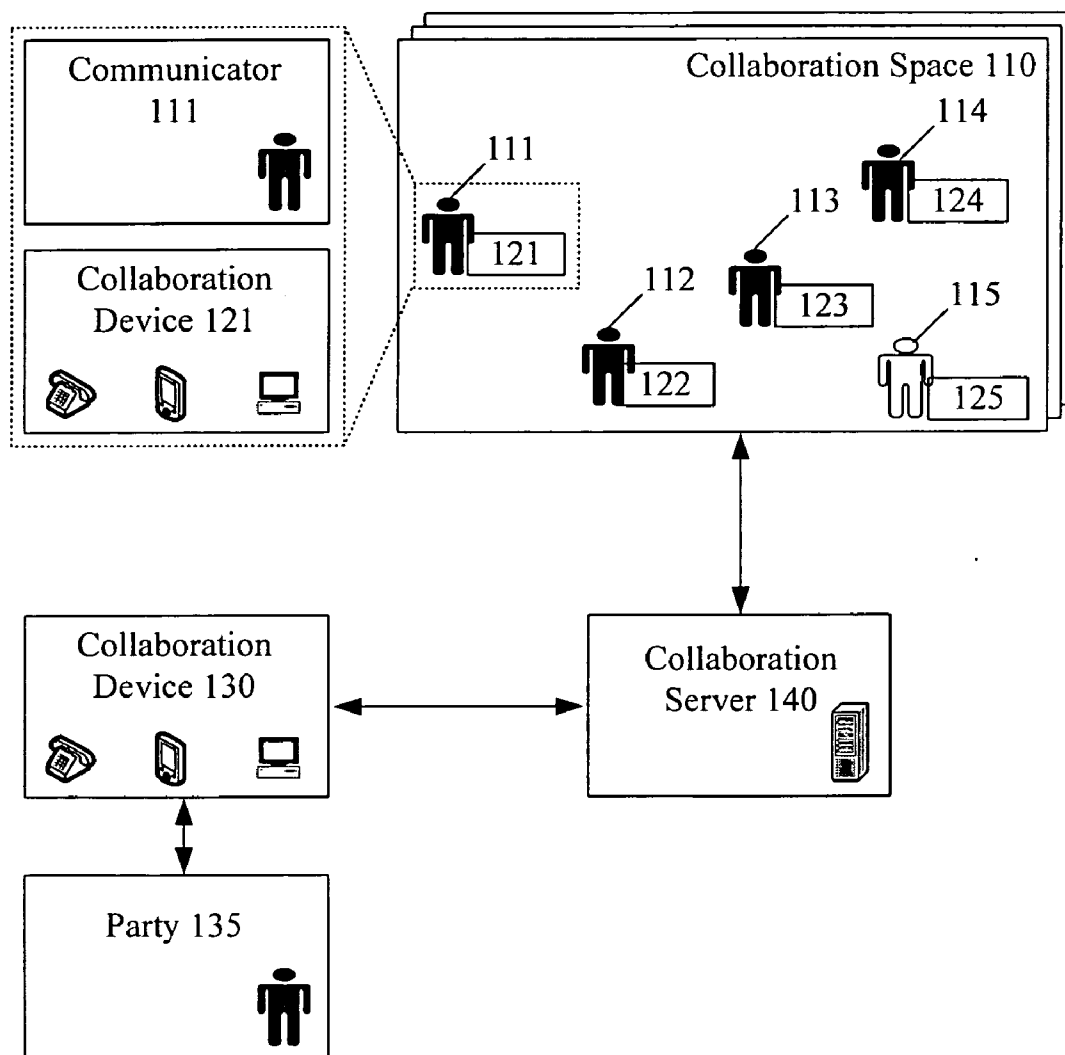 Communicator
111
Collaboration
Device 121
Collaboration Space 110
111
121
112
122
113
123
114
124
115
125
Collaboration
Device 130
Collaboration
Server 140
Party 135